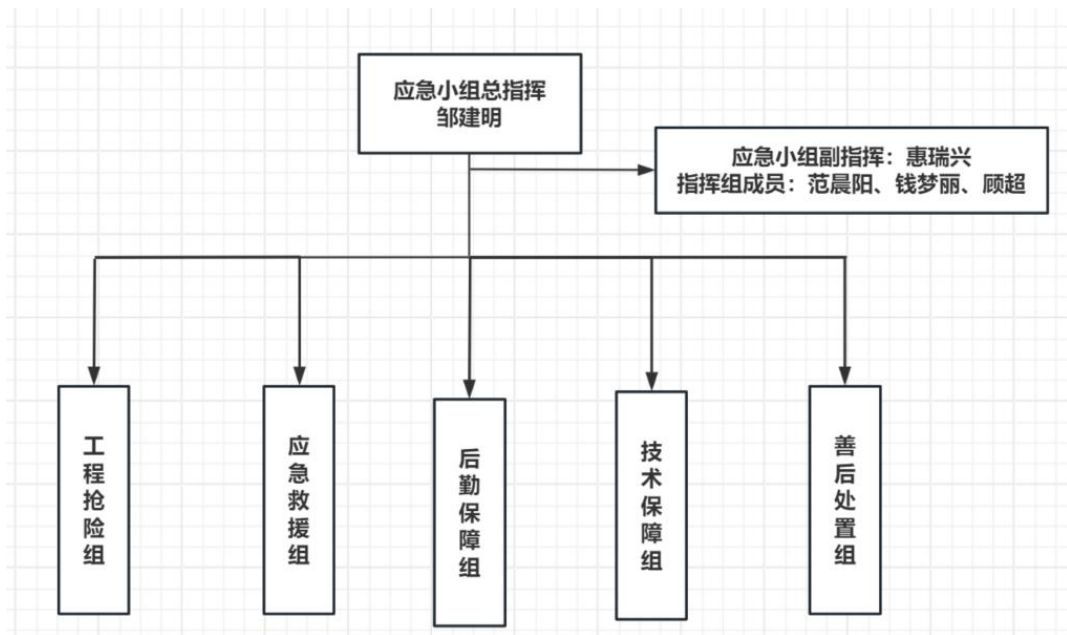 应急小组总指挥
邹建明
应急小组副指挥：惠瑞兴
指挥组成员：范晨阳、钱梦丽、顾超
工程抢险组
应急救援组
后勤保障组
技术保障组
善后处置组